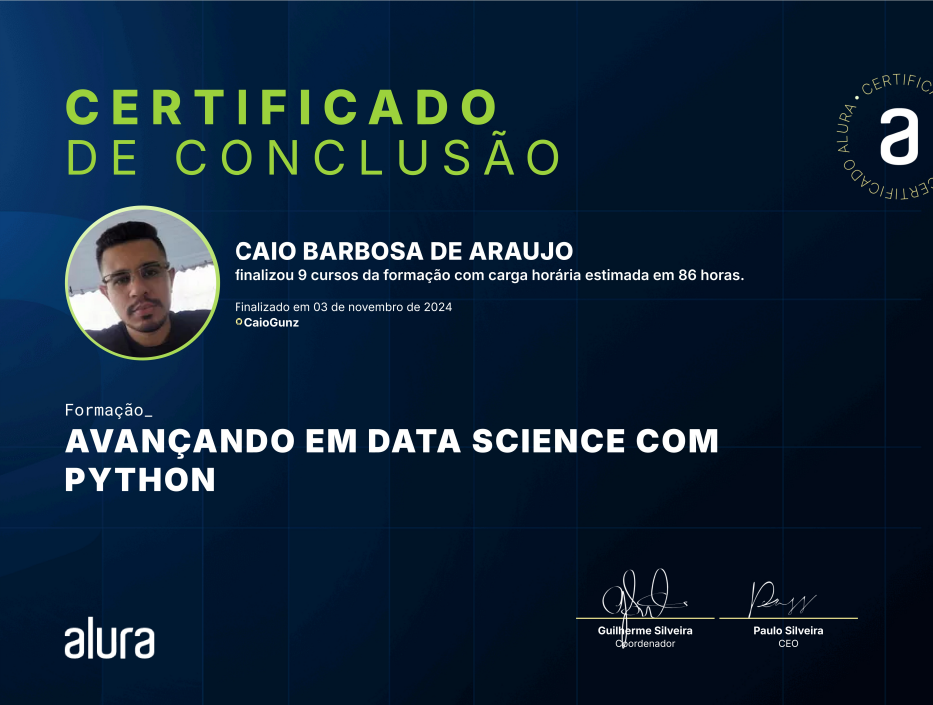 CERTIFICADO
DE CONCLUSÃO
CERTIFICADO ALURA • CERTIFIC
a
CAIO BARBOSA DE ARAUJO
finalizou 9 cursos da formação com carga horária estimada em 86 horas.
Finalizado em 03 de novembro de 2024
CaioGunz
Formação_
AVANÇANDO EM DATA SCIENCE COM
PYTHON
alura
Guilherme Silveira
Coordenador
Paulo Silveira
CEO